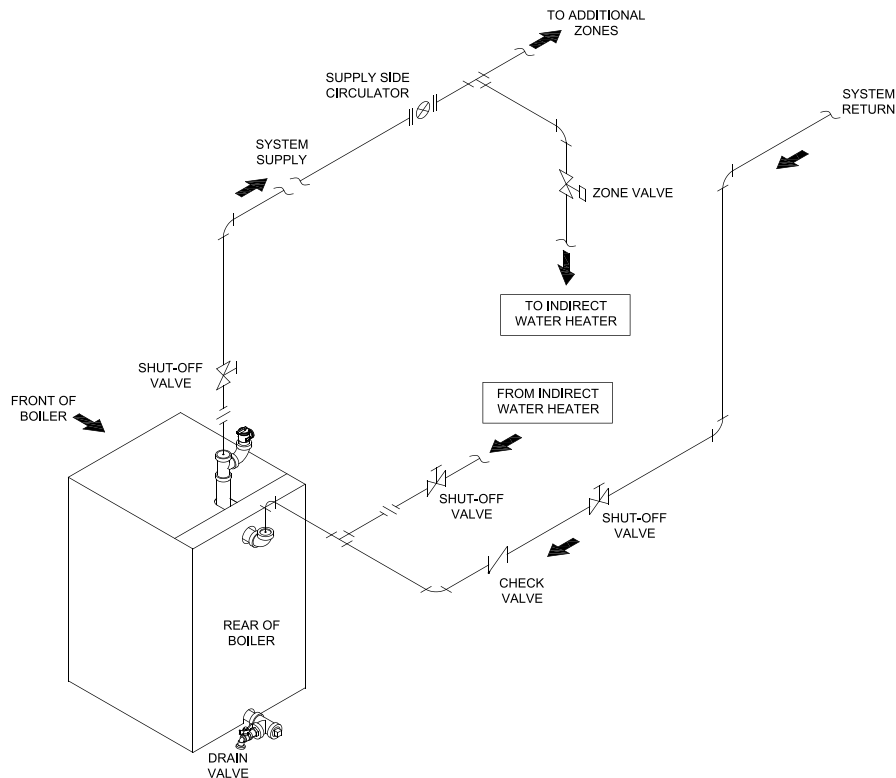 TO ADDITIONAL
ZONES
SUPPLY SIDE
CIRCULATOR
SYSTEM
RETURN
SYSTEM
SUPPLY
ZONE VALVE
TO INDIRECT
WATER HEATER
SHUT-OFF
VALVE
FROM INDIRECT
WATER HEATER
FRONT OF
BOILER
SHUT-OFF
VALVE
SHUT-OFF
VALVE
CHECK
VALVE
REAR OF
BOILER
DRAIN
VALVE